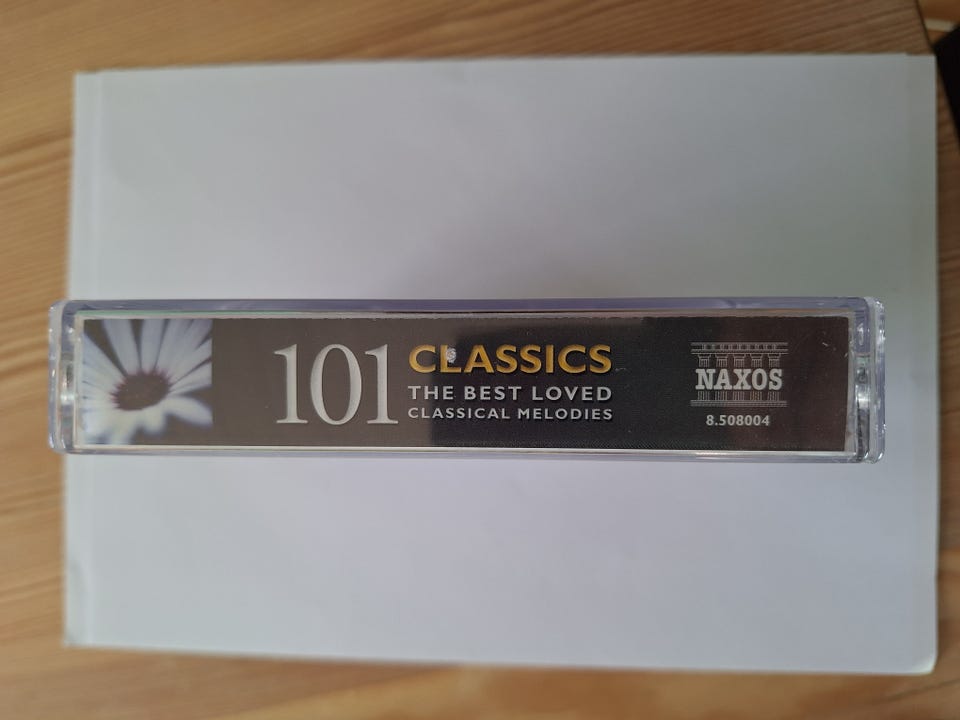 101 CLASSICS
THE BEST LOVED
CLASSICAL MELODIES
NAXOS
8.508004